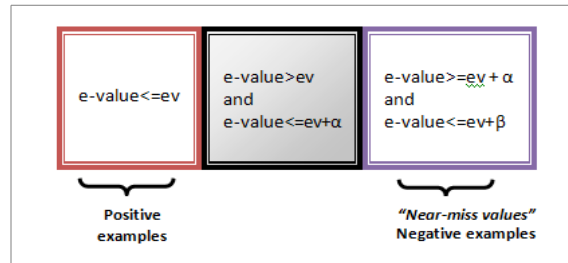 e-value<=ev
e-value>ev
and
e-value<=ev+α
e-value>=ev + α
and
e-value<=ev+β
Positive
examples
“Near-miss values”
Negative examples